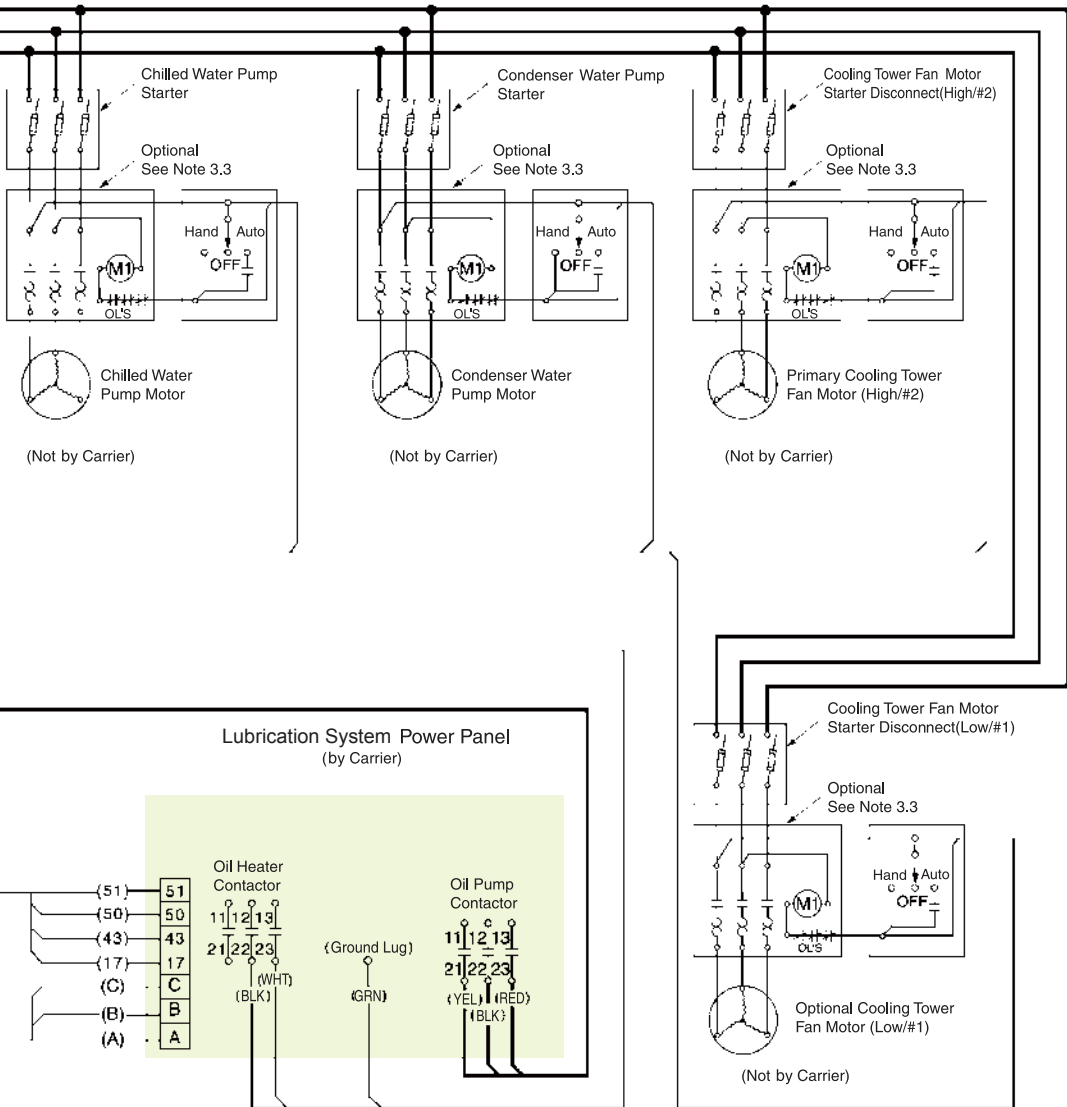 Chilled Water Pump
Starter
Condenser Water Pump
Starter
Cooling Tower Fan Motor
Starter Disconnect(High/#2)
Optional
See Note 3.3
Optional
See Note 3.3
Optional
See Note 3.3
Hand Auto
OFF
M1
OL'S
Hand Auto
OFF
M1
OL'S
Hand Auto
OFF
M1
OL'S
Chilled Water
Pump Motor
Condenser Water
Pump Motor
Primary Cooling Tower
Fan Motor (High/#2)
(Not by Carrier)
(Not by Carrier)
(Not by Carrier)
Cooling Tower Fan Motor
Starter Disconnect(Low/#1)
Optional
See Note 3.3
Hand Auto
OFF
M1
OL'S
Optional Cooling Tower
Fan Motor (Low/#1)
(Not by Carrier)
Lubrication System Power Panel
(by Carrier)
(51) 51
(50) 50
(43) 43
(17) 17
(C) C
(B) B
(A) A
Oil Heater
Contactor
11 12 13
21 22 23
(WHT)
(BLK)
(Ground Lug)
(GRN)
Oil Pump
Contactor
11 12 13
21 22 23
(YEL) (RED)
(BLK)